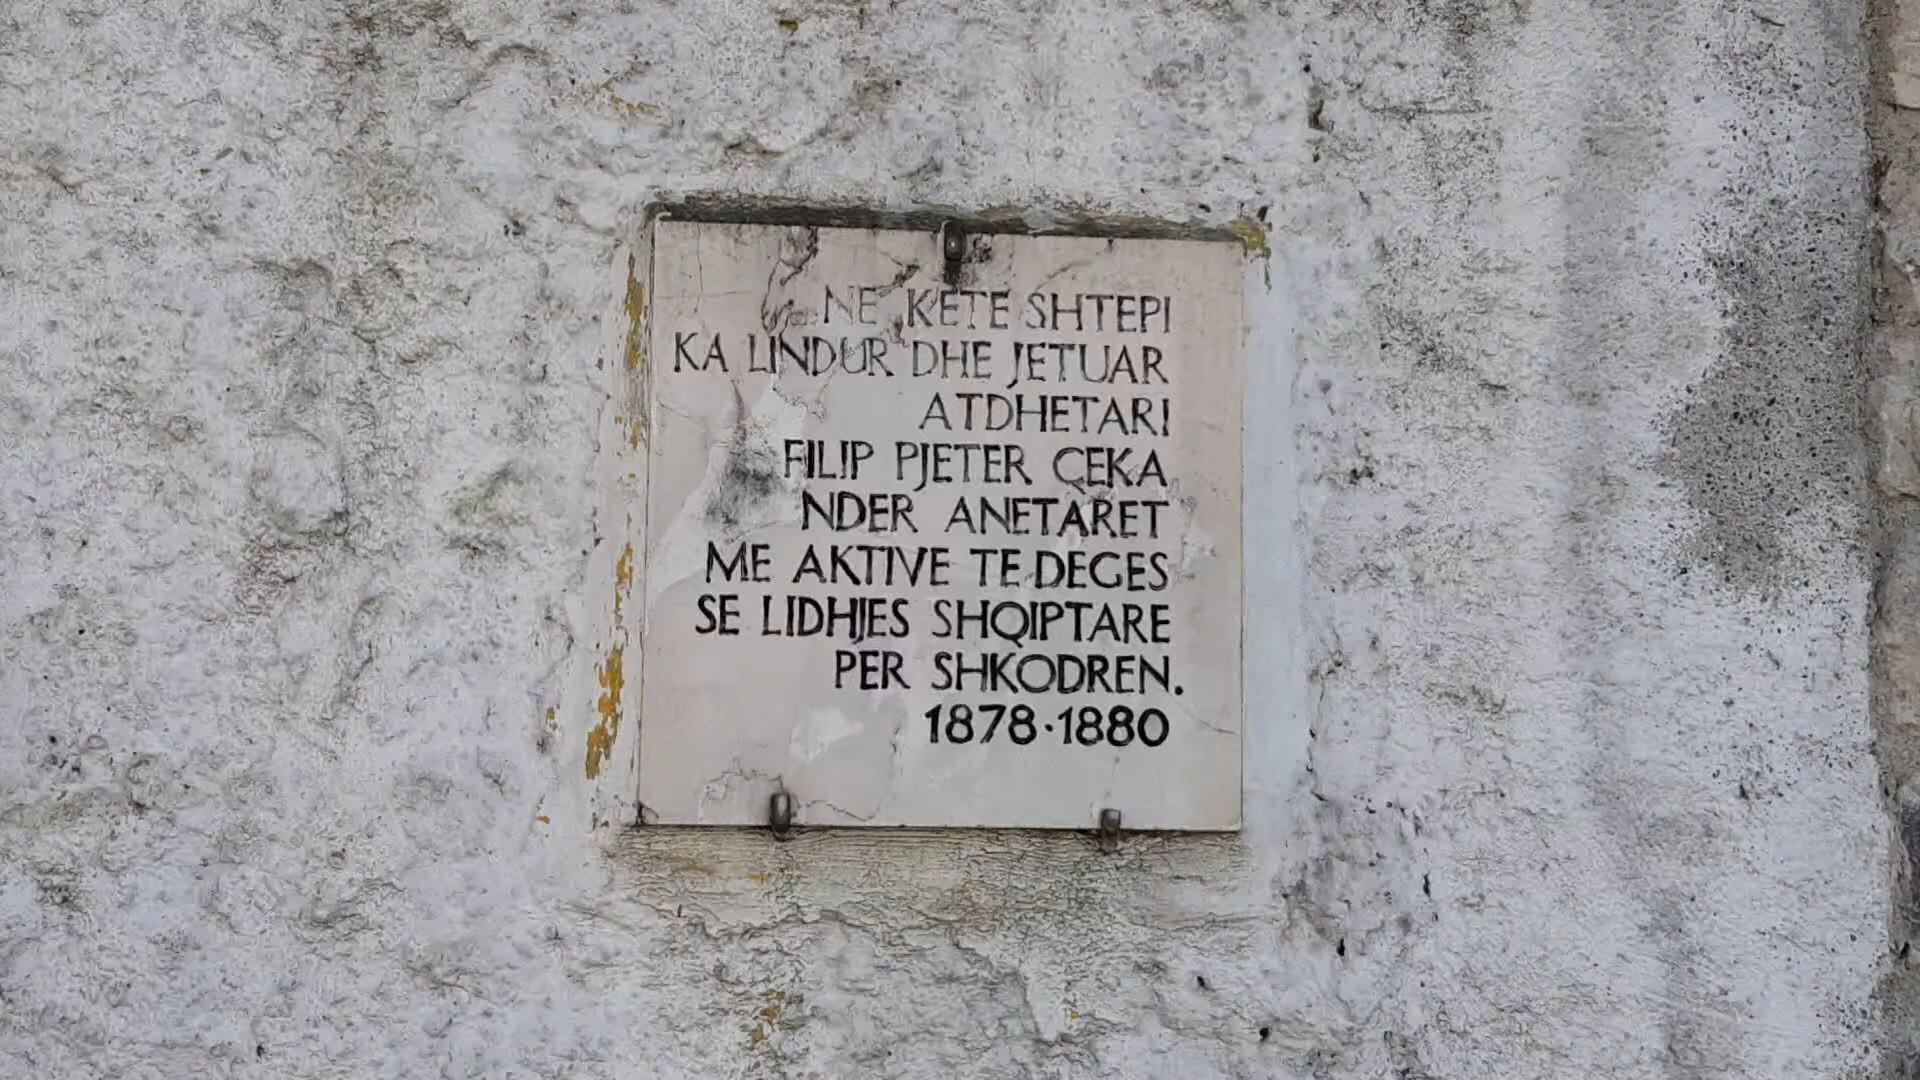 NE KETE SHTEPI
KA LINDUR DHE JETUAR
ATDHETARI
FILIP PJETER ÇEKA
NDER ANETARET
ME AKTIVE TE DEGES
SE LIDHJES SHQIPTARE
PER SHKODREN.
1878·1880